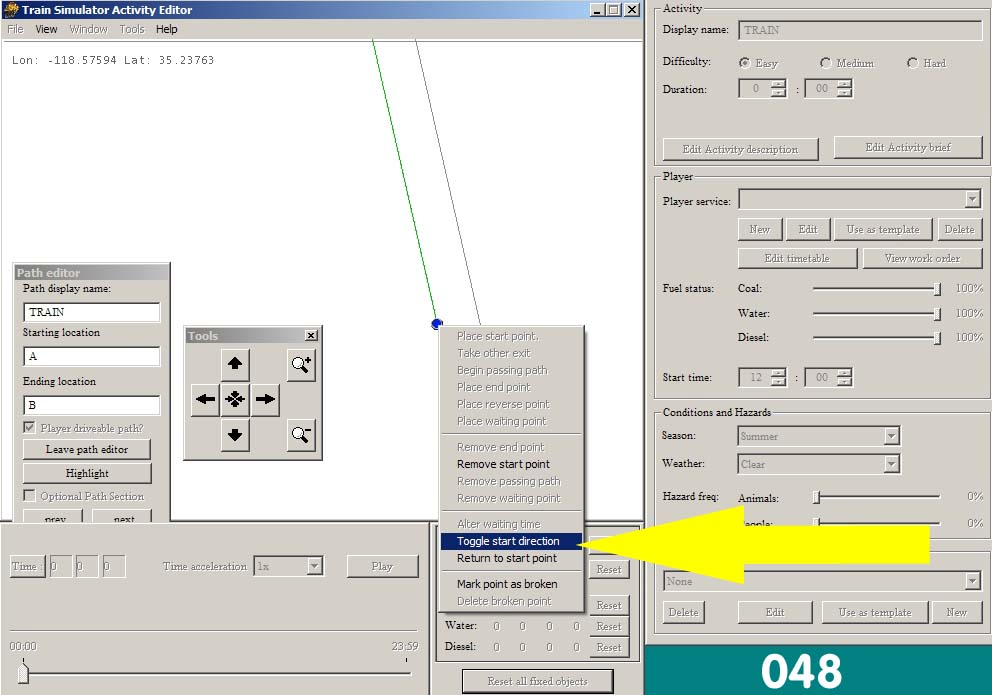 Train Simulator Activity Editor
File View Window Tools Help
Lon: -118.57594 Lat: 35.23763
Path editor
Path display name:
TRAIN
Starting location
A
Ending location
B
Player driveable path?
Leave path editor
Highlight
Optional Path Section
prev next
Tools
Place start point.
Take other exit
Begin passing path
Place end point
Place reverse point
Place waiting point
Remove end point
Remove start point
Remove passing path
Remove waiting point
Alter waiting time
Toggle start direction
Return to start point
Mark point as broken
Delete broken point
Time : 0 0 0 Time acceleration 1x Play
00:00 23:59
Reset
Reset
Water: 0 0 0 0 Reset
Diesel: 0 0 0 0 Reset
Reset all fixed objects
Activity
Display name: TRAIN
Difficulty: Easy Medium Hard
Duration: 0 : 00
Edit Activity description Edit Activity brief
Player
Player service:
New Edit Use as template Delete
Edit timetable View work order
Fuel status: Coal: 100%
Water: 100%
Diesel: 100%
Start time: 12 : 00
Conditions and Hazards
Season: Summer
Weather: Clear
Hazard freq: Animals: 0%
People: 0%
None
Delete Edit Use as template New
048